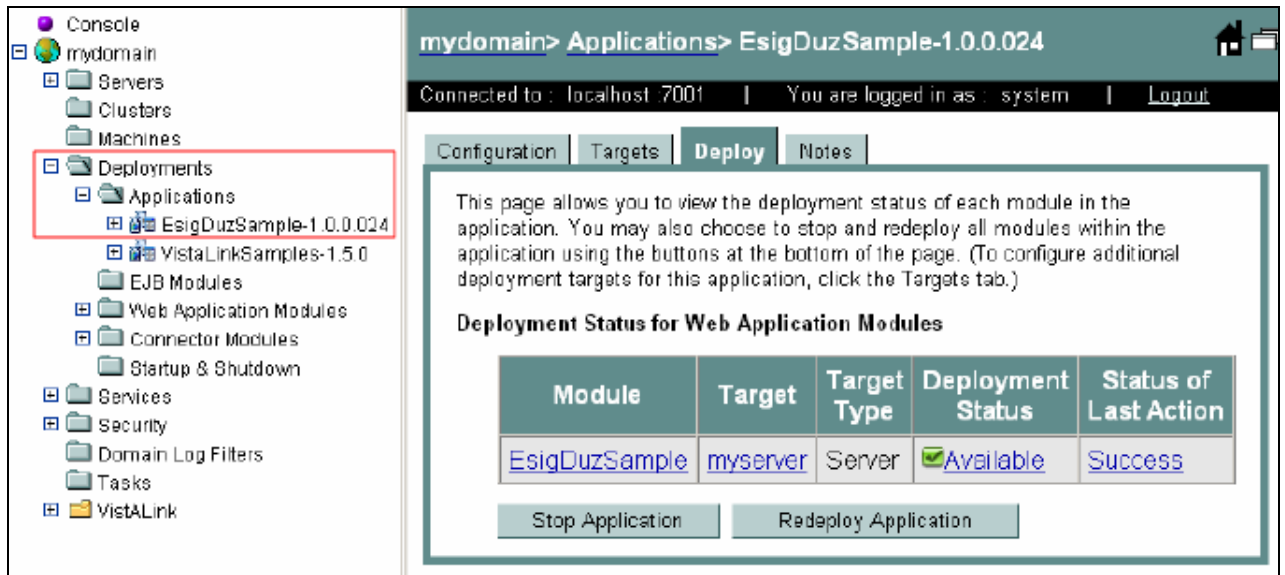 Console
mydomain
Servers
Clusters
Machines
Deployments
Applications
EsigDuzSample-1.0.0.024
VistaLinkSamples-1.5.0
EJB Modules
Web Application Modules
Connector Modules
Startup & Shutdown
Services
Security
Domain Log Filters
Tasks
VistALink
mydomain> Applications> EsigDuzSample-1.0.0.024
Connected to : localhost :7001 | You are logged in as : system | Logout
Configuration Targets Deploy Notes
This page allows you to view the deployment status of each module in the
application. You may also choose to stop and redeploy all modules within the
application using the buttons at the bottom of the page. (To configure additional
deployment targets for this application, click the Targets tab.)
Deployment Status for Web Application Modules
Module Target Target Type Deployment Status Status of Last Action
EsigDuzSample myserver Server Available Success
Stop Application Redeploy Application